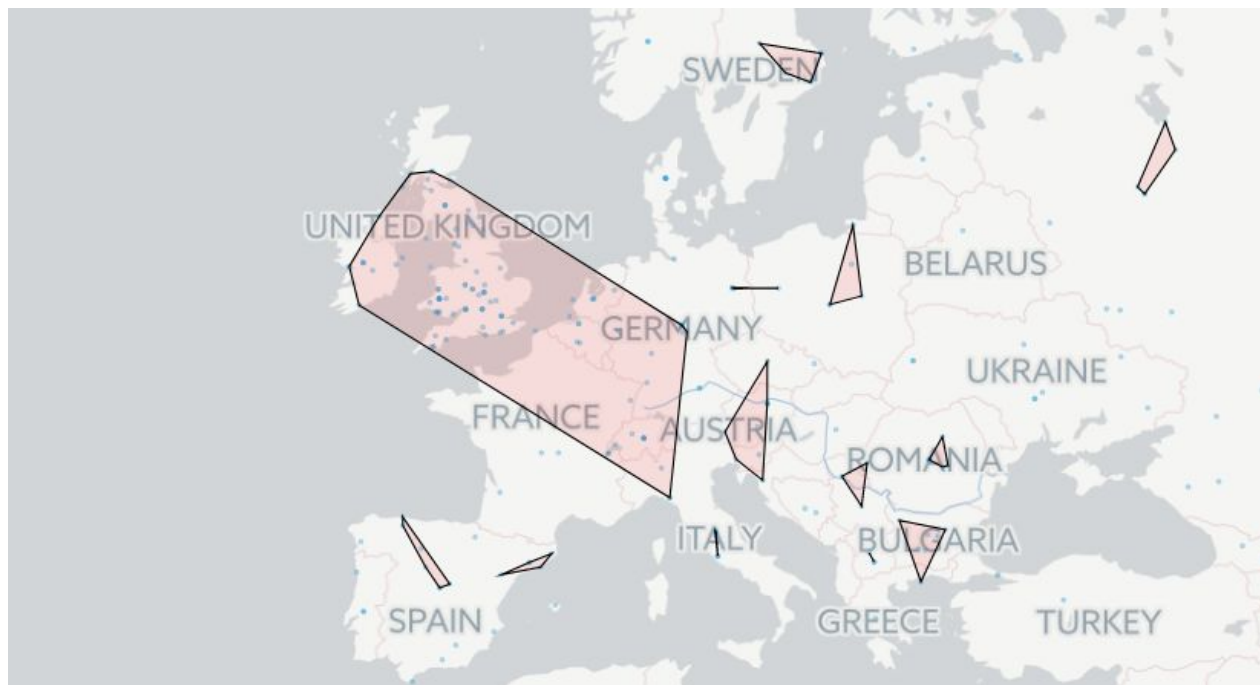 SWEDEN
UNITED KINGDOM
BELARUS
GERMANY
UKRAINE
FRANCE
AUSTRIA
ROMANIA
ITALY
BULGARIA
SPAIN
GREECE
TURKEY